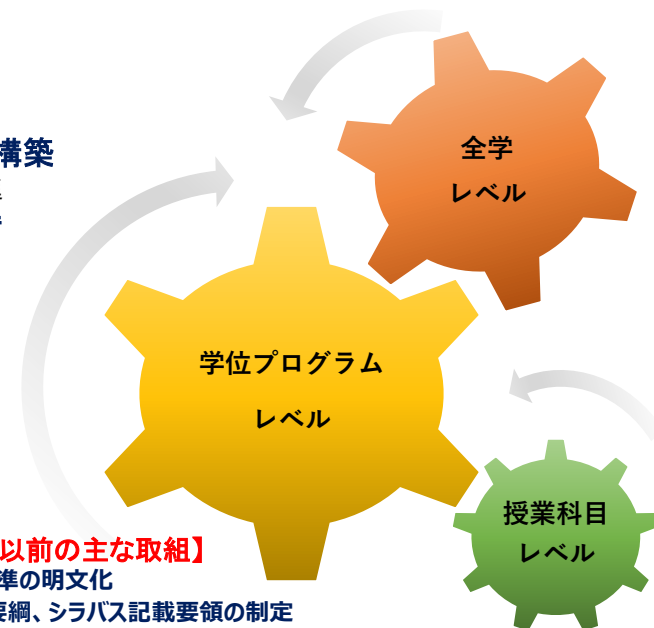 全学
レベル
構築
学位プログラム
レベル
授業科目
レベル
以前の主な取組】
準の明文化
要綱、シラバス記載要領の制定